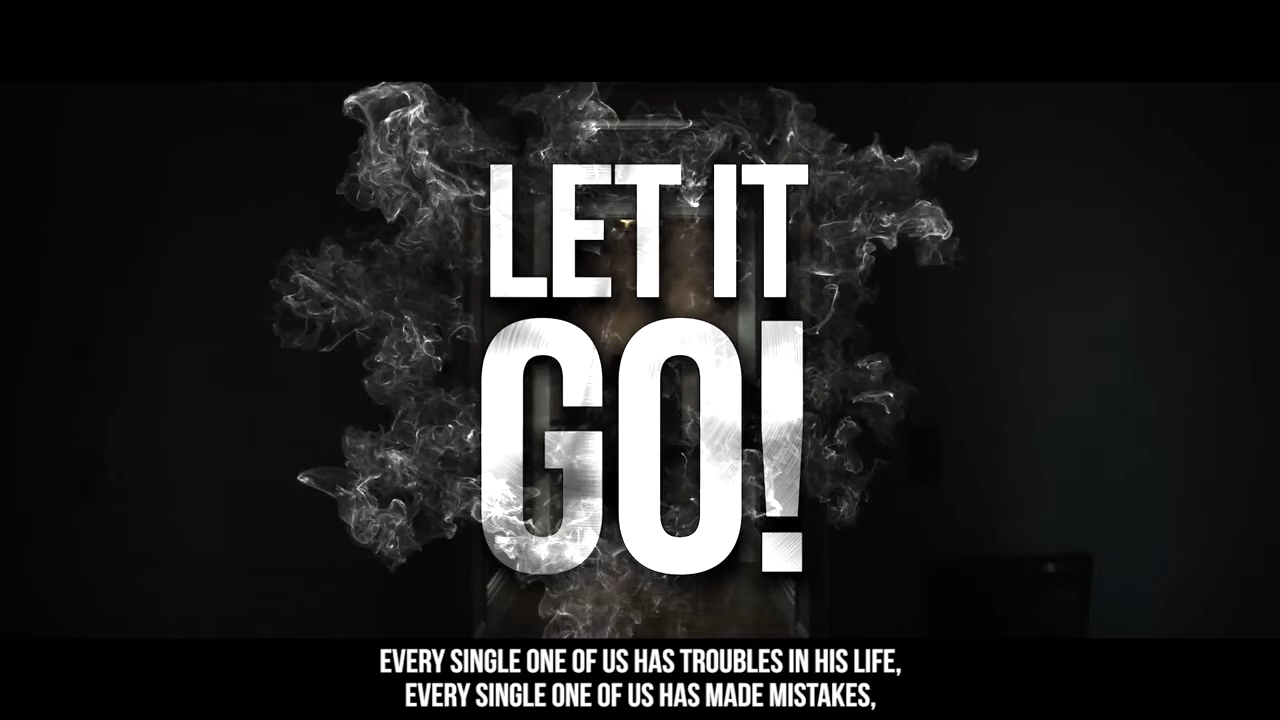 LET IT
GO!
EVERY SINGLE ONE OF US HAS TROUBLES IN HIS LIFE,
EVERY SINGLE ONE OF US HAS MADE MISTAKES,